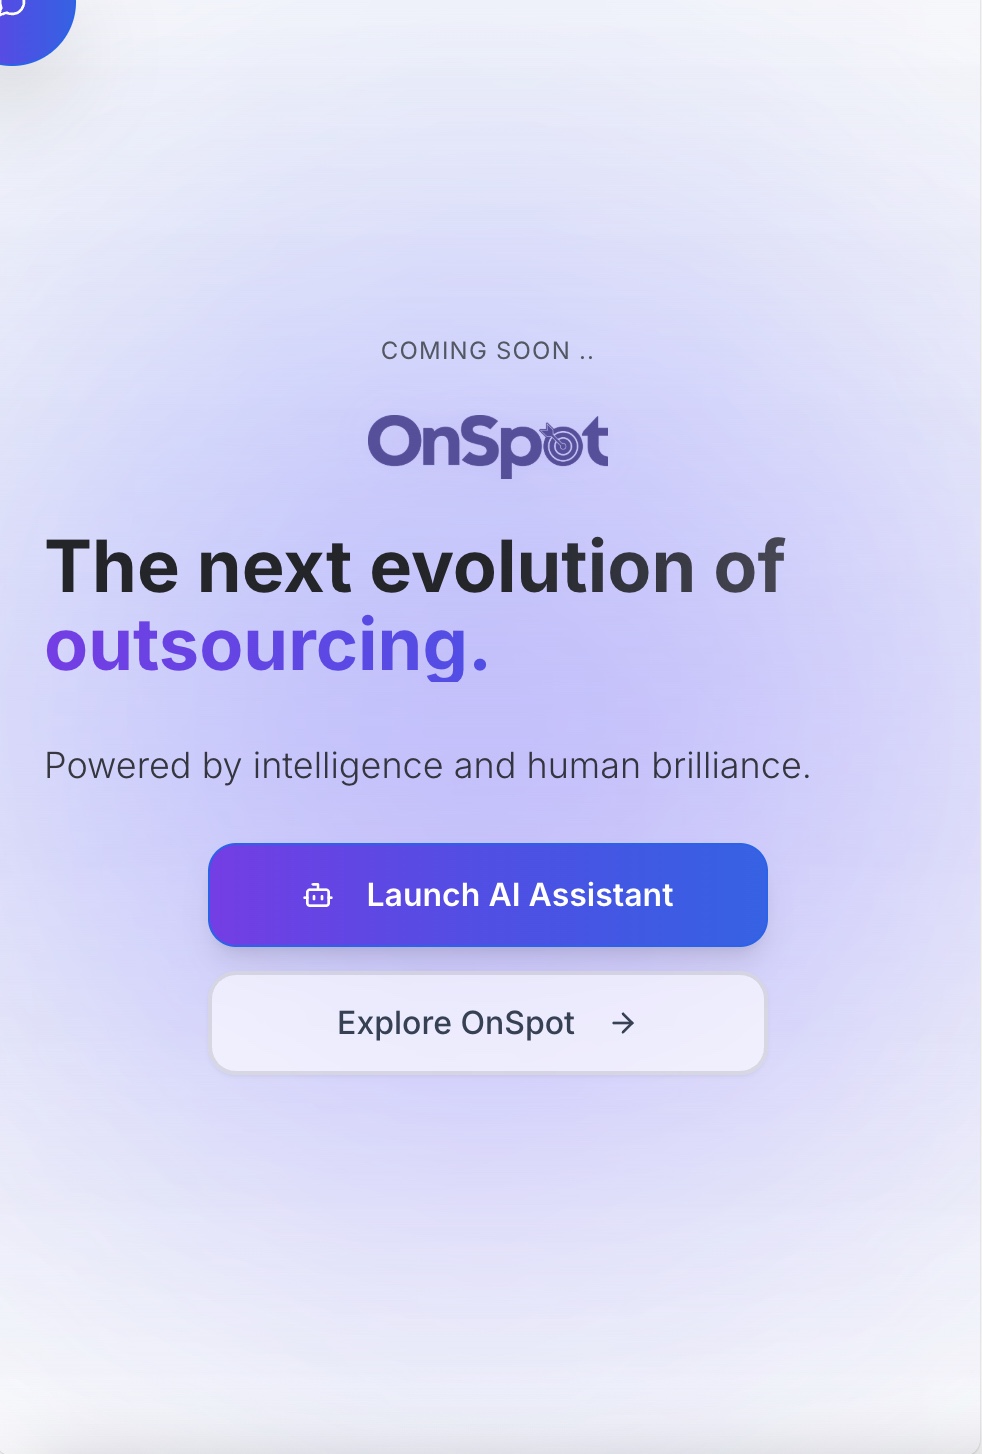 COMING SOON ..
OnSpot
The next evolution of
outsourcing.
Powered by intelligence and human brilliance.
Launch AI Assistant
Explore OnSpot